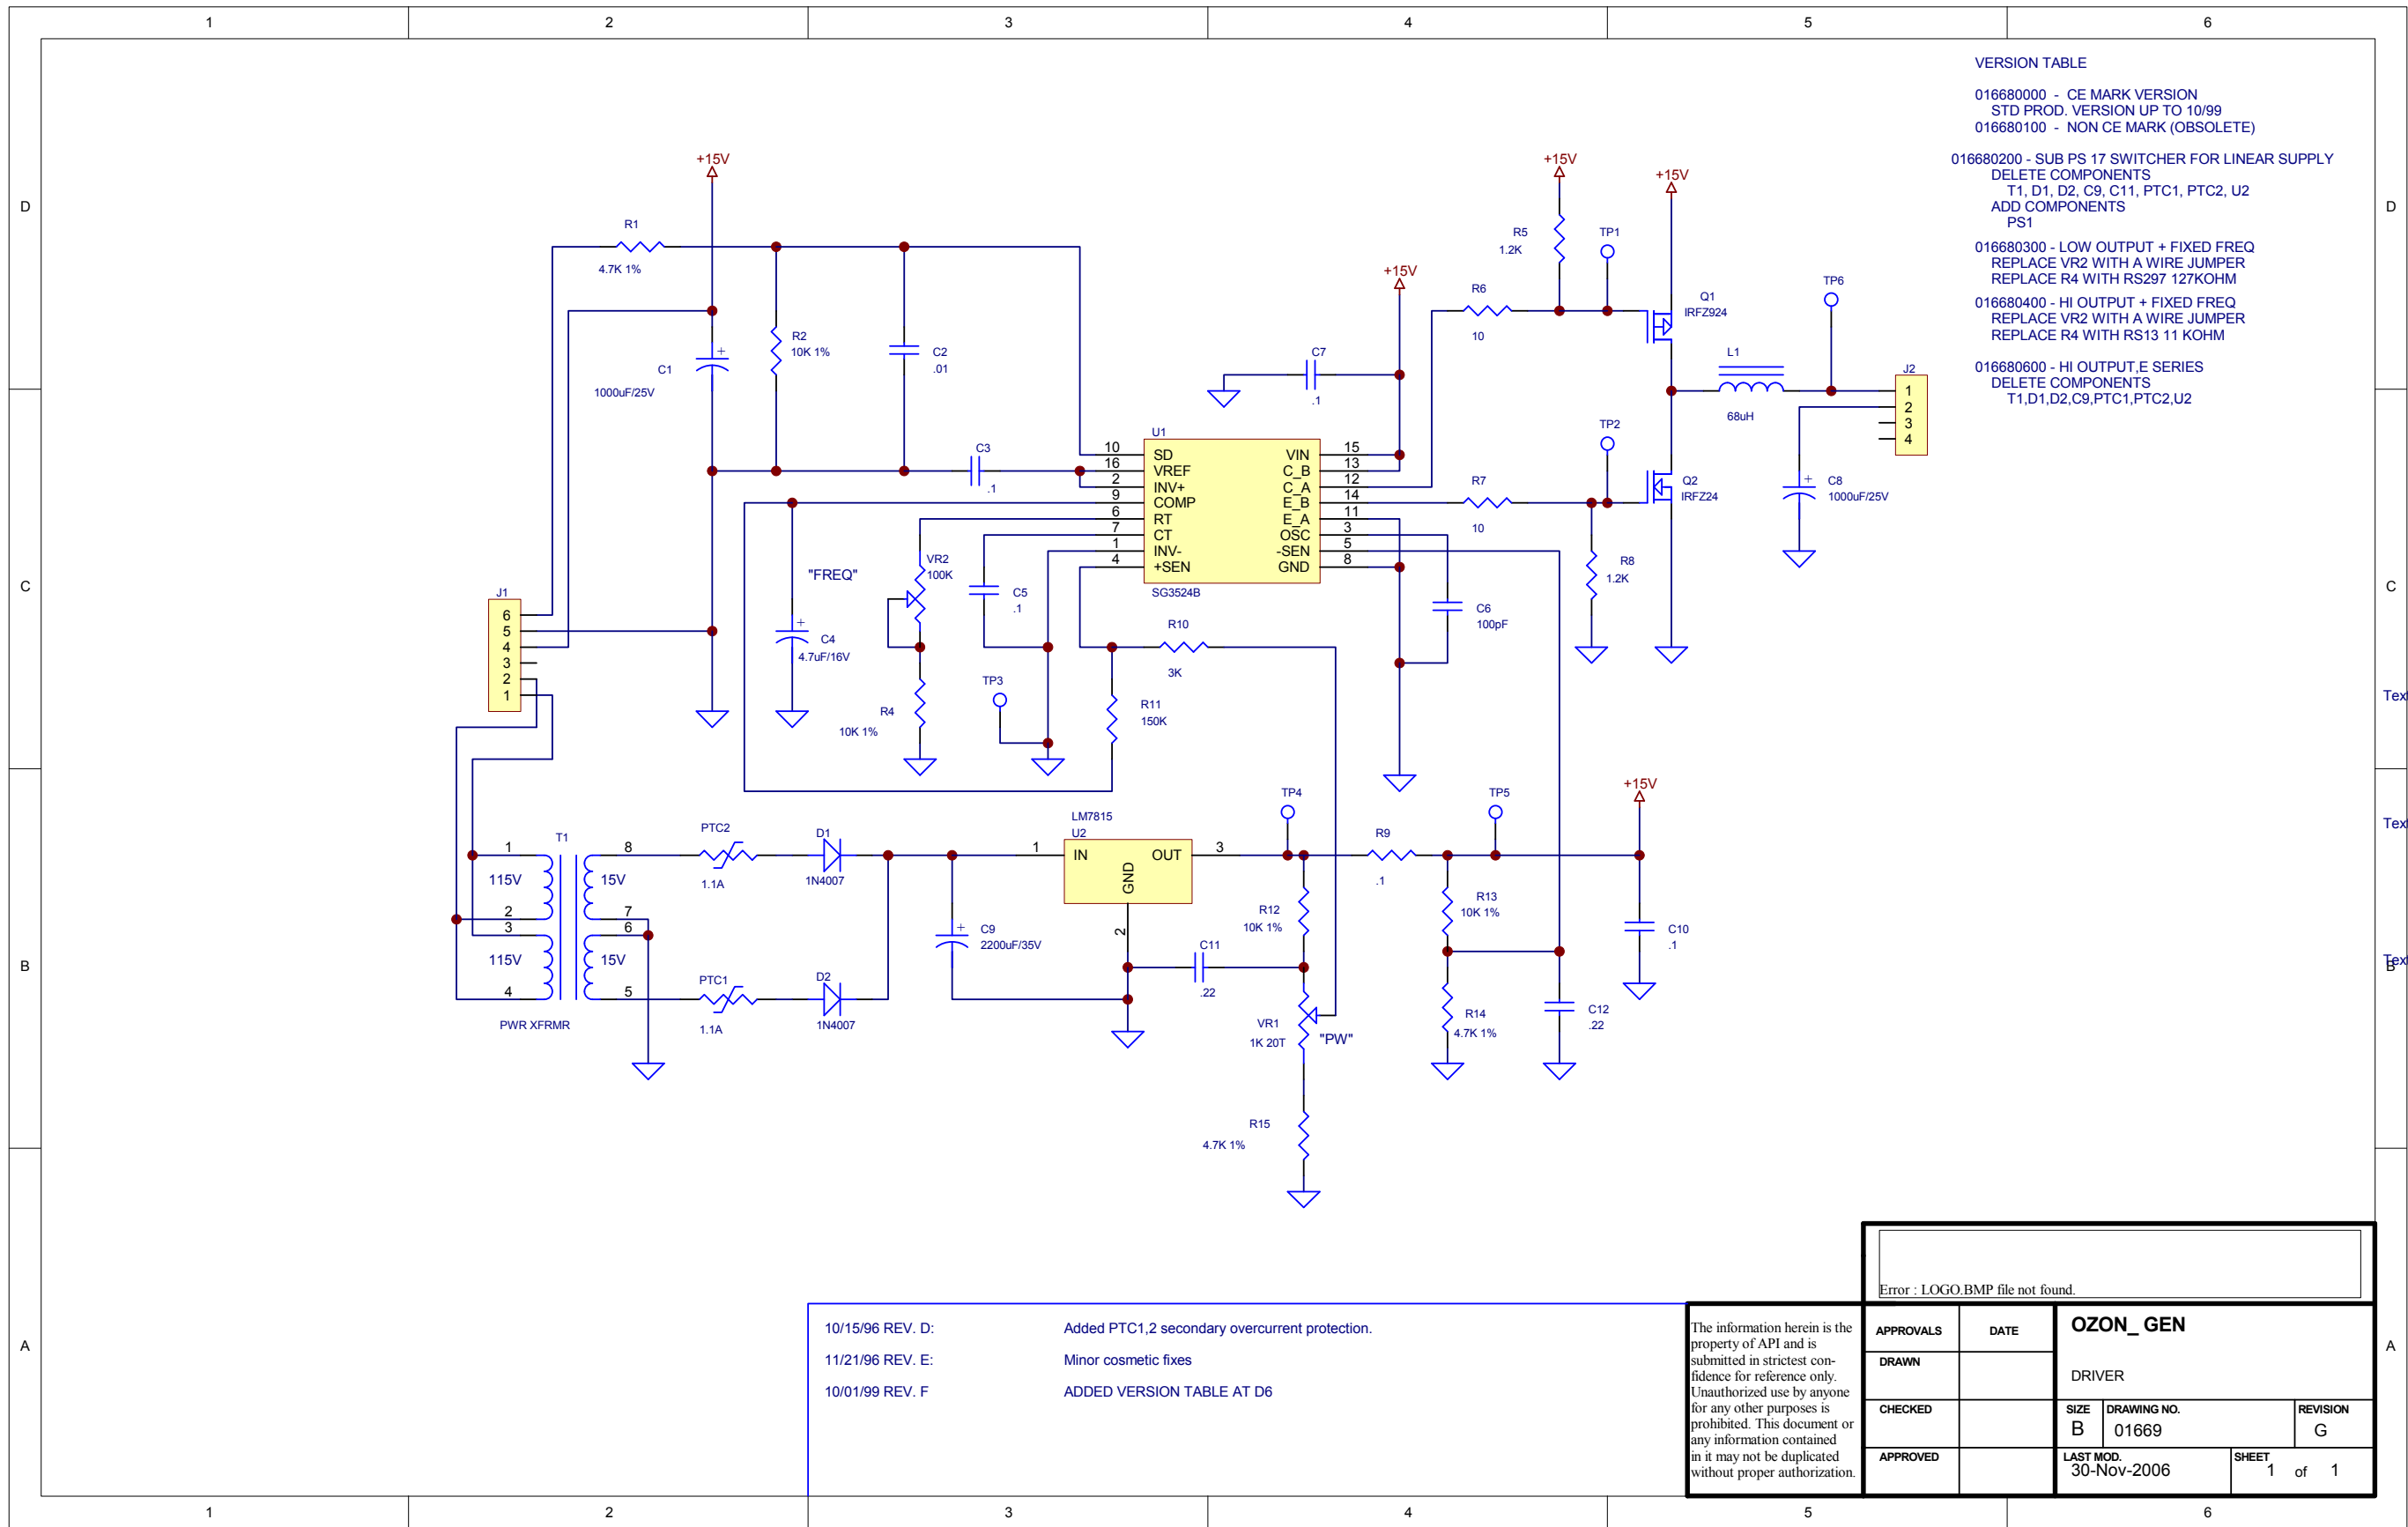 1 2 3 4 5 6
VERSION TABLE
016680000 - CE MARK VERSION
STD PROD. VERSION UP TO 10/99
016680100 - NON CE MARK (OBSOLETE)
016680200 - SUB PS 17 SWITCHER FOR LINEAR SUPPLY
DELETE COMPONENTS
T1, D1, D2, C9, C11, PTC1, PTC2, U2
ADD COMPONENTS
PS1
016680300 - LOW OUTPUT + FIXED FREQ
REPLACE VR2 WITH A WIRE JUMPER
REPLACE R4 WITH RS297 127KOHM
016680400 - HI OUTPUT + FIXED FREQ
REPLACE VR2 WITH A WIRE JUMPER
REPLACE R4 WITH RS13 11 KOHM
016680600 - HI OUTPUT,E SERIES
DELETE COMPONENTS
T1,D1,D2,C9,PTC1,PTC2,U2
D
D
+15V
+15V
+15V
+15V
R1
4.7K 1%
R5
1.2K
TP1
R6
10
Q1
IRFZ924
TP6
R2
10K 1%
C2
.01
C1
1000uF/25V
C7
.1
L1
68uH
J2
1
2
3
4
TP2
U1
C3
.1
10 SD VIN 15
16 VREF C_B 13
2 INV+ C_A 12
9 COMP E_B 14
6 RT E_A 11
7 CT OSC 3
1 INV- -SEN 5
4 +SEN GND 8
SG3524B
R7
10
Q2
IRFZ24
C8
1000uF/25V
C
C
"FREQ"
VR2
100K
C5
.1
R8
1.2K
C6
100pF
J1
6
5
4
3
2
1
C4
4.7uF/16V
R10
3K
TP3
R4
10K 1%
R11
150K
Tex
+15V
TP4
TP5
LM7815
U2
Tex
T1
PTC2
1.1A
D1
1N4007
1 IN OUT 3
GND
2
R9
.1
1
115V
2
3
115V
4
8
15V
7
6
15V
5
PWR XFRMR
R12
10K 1%
R13
10K 1%
C9
2200uF/35V
C10
.1
C11
.22
B
B
Tex
PTC1
1.1A
D2
1N4007
VR1
1K 20T
"PW"
R14
4.7K 1%
C12
.22
R15
4.7K 1%
Error : LOGO.BMP file not found.
10/15/96 REV. D: Added PTC1,2 secondary overcurrent protection.
11/21/96 REV. E: Minor cosmetic fixes
10/01/99 REV. F ADDED VERSION TABLE AT D6
The information herein is the
property of API and is
submitted in strictest con-
fidence for reference only.
Unauthorized use by anyone
for any other purposes is
prohibited. This document or
any information contained
in it may not be duplicated
without proper authorization.
APPROVALS DATE
DRAWN
CHECKED
APPROVED
OZON_ GEN
DRIVER
SIZE
B
DRAWING NO.
01669
REVISION
G
LAST MOD.
30-Nov-2006
SHEET
1 of 1
A
A
1 2 3 4 5 6